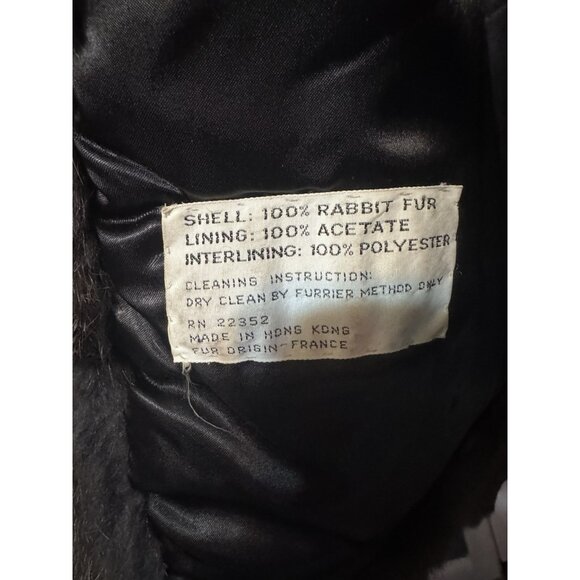 SHELL: 100% RABBIT FUR
LINING: 100% ACETATE
INTERLINING: 100% POLYESTER
CLEANING INSTRUCTION:
DRY CLEAN BY FURRIER METHOD ONLY
RN 22352
MADE IN HONG KONG
FUR ORIGIN-FRANCE